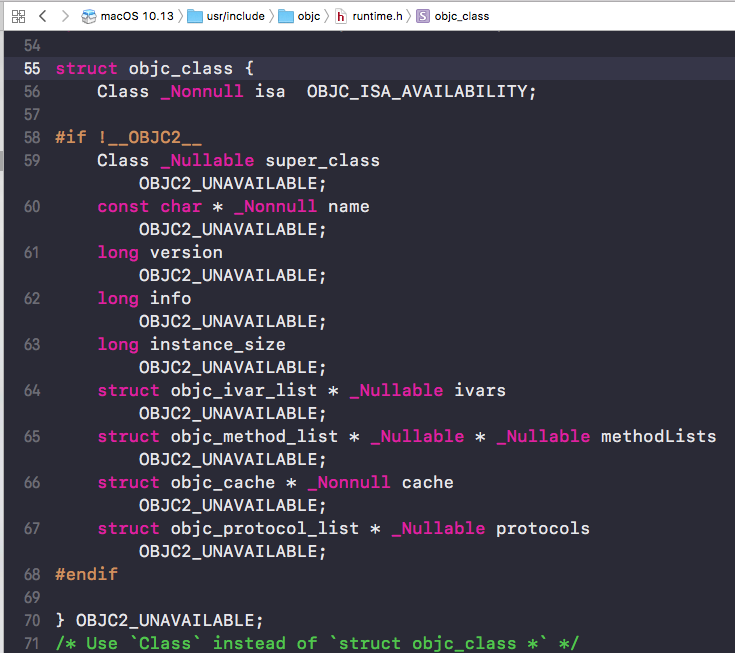 macOS 10.13 usr/include objc h runtime.h S objc_class
54
55 struct objc_class {
56 Class _Nonnull isa  OBJC_ISA_AVAILABILITY;
57
58 #if !__OBJC2__
59 Class _Nullable super_class
OBJC2_UNAVAILABLE;
60 const char * _Nonnull name
OBJC2_UNAVAILABLE;
61 long version
OBJC2_UNAVAILABLE;
62 long info
OBJC2_UNAVAILABLE;
63 long instance_size
OBJC2_UNAVAILABLE;
64 struct objc_ivar_list * _Nullable ivars
OBJC2_UNAVAILABLE;
65 struct objc_method_list * _Nullable * _Nullable methodLists
OBJC2_UNAVAILABLE;
66 struct objc_cache * _Nonnull cache
OBJC2_UNAVAILABLE;
67 struct objc_protocol_list * _Nullable protocols
OBJC2_UNAVAILABLE;
68 #endif
69
70 } OBJC2_UNAVAILABLE;
71 /* Use `Class` instead of `struct objc_class *` */